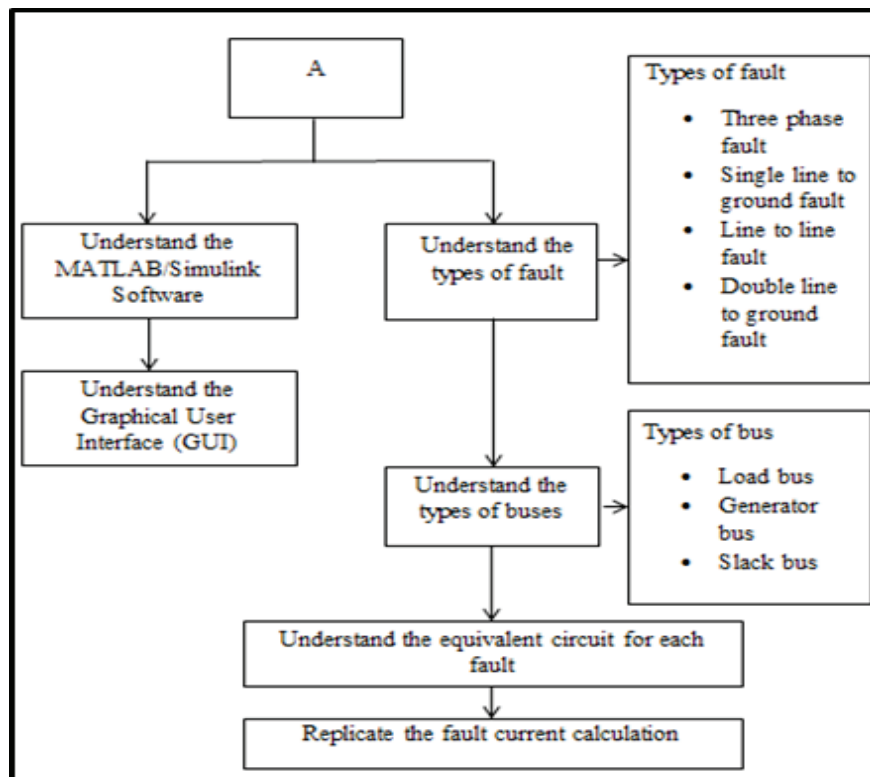 A
Types of fault
• Three phase
fault
• Single line to
ground fault
• Line to line
fault
• Double line
to ground
fault
Understand the
MATLAB/Simulink
Software
Understand the
types of fault
Understand the
Graphical User
Interface (GUI)
Types of bus
• Load bus
• Generator
bus
• Slack bus
Understand the
types of buses
Understand the equivalent circuit for each
fault
Replicate the fault current calculation